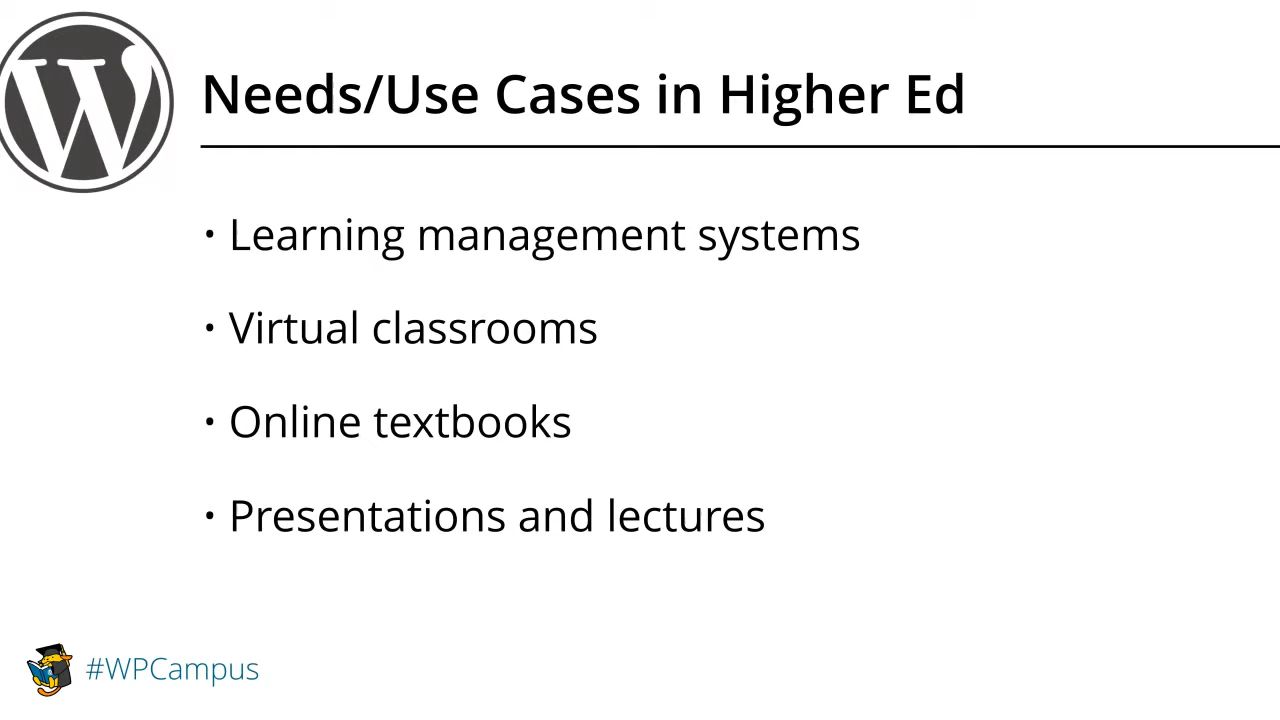 Needs/Use Cases in Higher Ed
• Learning management systems
• Virtual classrooms
• Online textbooks
• Presentations and lectures
#WPCampus